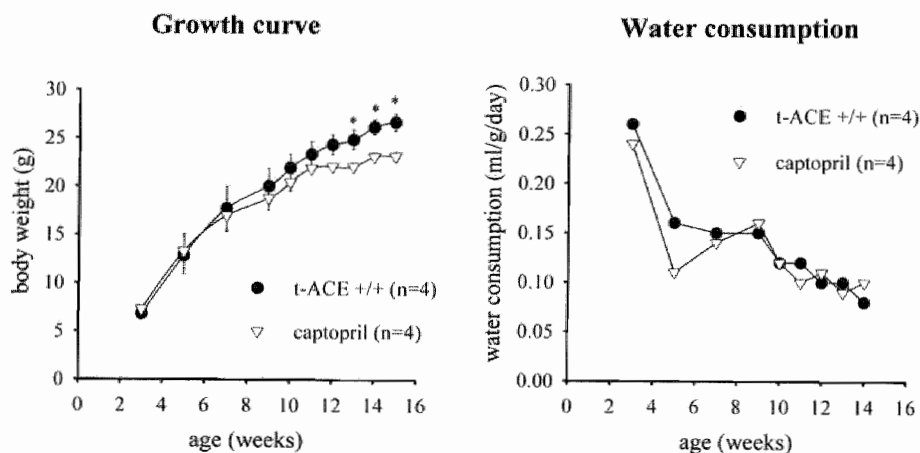 Growth curve
30
25
20
15
10
5
0
body weight (g)
* * *
t-ACE +/+ (n=4)
captopril (n=4)
0 2 4 6 8 10 12 14 16
age (weeks)
Water consumption
0.30
0.25
0.20
0.15
0.10
0.05
0.00
water consumption (ml/g/day)
t-ACE +/+ (n=4)
captopril (n=4)
0 2 4 6 8 10 12 14 16
age (weeks)